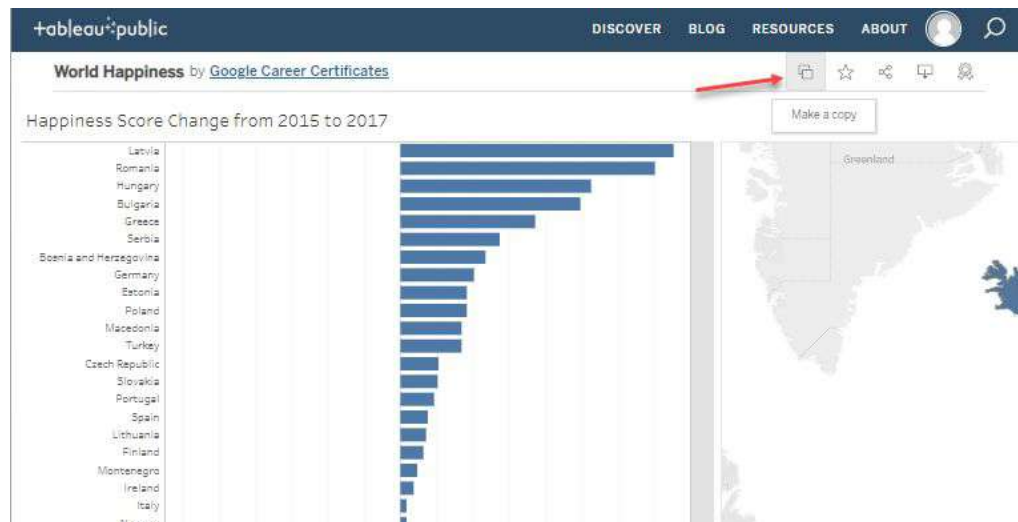 +ableau public
DISCOVER BLOG RESOURCES ABOUT
World Happiness by Google Career Certificates
Make a copy
Happiness Score Change from 2015 to 2017
Latvia
Romania
Hungary
Bulgaria
Greece
Serbia
Bosnia and Herzegovina
Germany
Estonia
Poland
Macedonia
Turkey
Czech Republic
Slovakia
Portugal
Spain
Lithuania
Finland
Montenegro
Ireland
Italy
Greenland